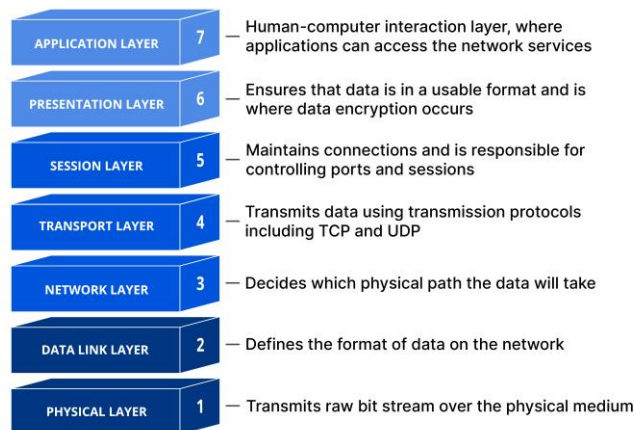 APPLICATION LAYER 7 — Human-computer interaction layer, where
applications can access the network services
PRESENTATION LAYER 6 — Ensures that data is in a usable format and is
where data encryption occurs
SESSION LAYER 5 — Maintains connections and is responsible for
controlling ports and sessions
TRANSPORT LAYER 4 — Transmits data using transmission protocols
including TCP and UDP
NETWORK LAYER 3 — Decides which physical path the data will take
DATA LINK LAYER 2 — Defines the format of data on the network
PHYSICAL LAYER 1 — Transmits raw bit stream over the physical medium